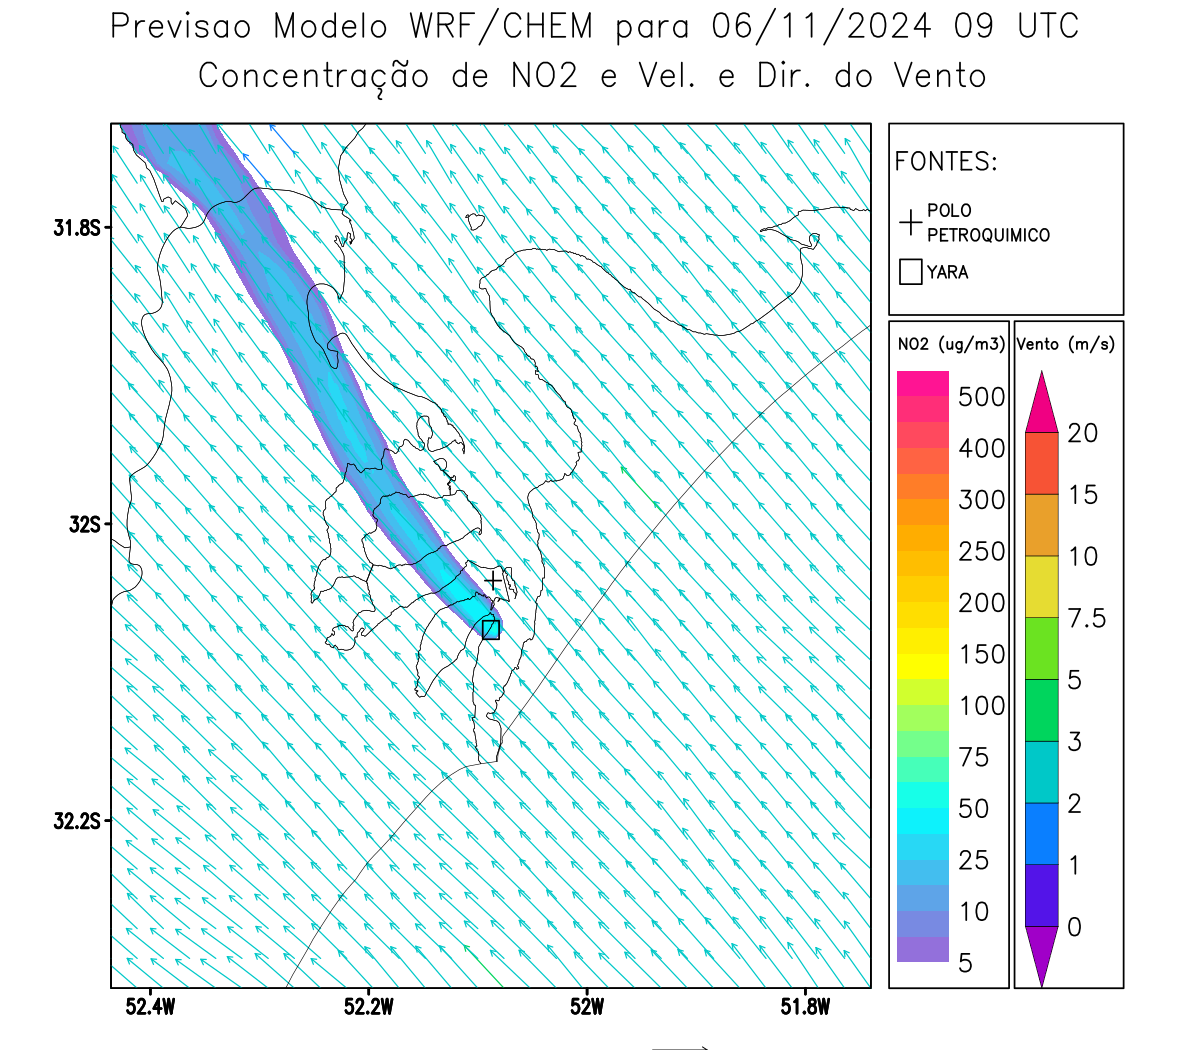 Previsao Modelo WRF/CHEM para 06/11/2024 09 UTC
Concentração de NO2 e Vel. e Dir. do Vento
FONTES:
POLO
PETROQUIMICO
YARA
31.8S
32S
32.2S
52.4W
52.2W
52W
51.8W
NO2 (ug/m3)
500
400
300
250
200
150
100
75
50
25
10
5
Vento (m/s)
20
15
10
7.5
5
3
2
1
0